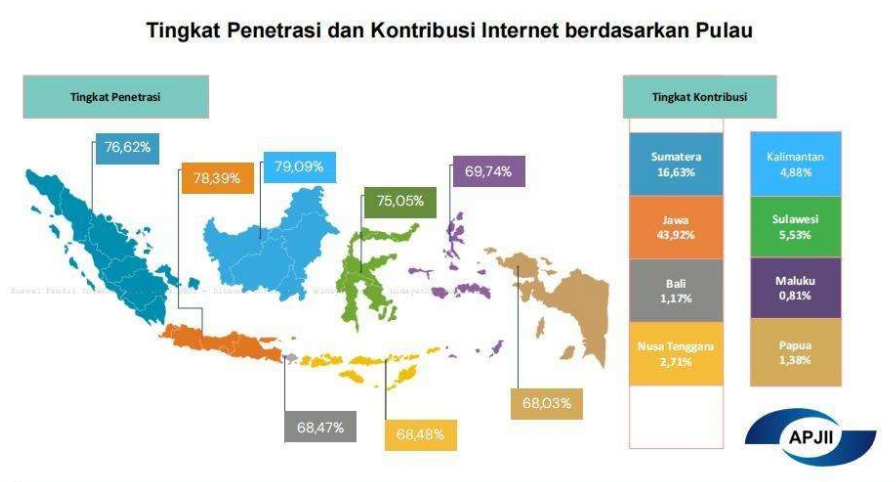 Tingkat Penetrasi dan Kontribusi Internet berdasarkan Pulau
Tingkat Penetrasi
Tingkat Kontribusi
76,62%
78,39%
79,09%
75,05%
69,74%
68,47%
68,48%
68,03%
Sumatera
16,63%
Jawa
43,92%
Bali
1,17%
Nusa Tenggara
2,71%
Kalimantan
4,88%
Sulawesi
5,53%
Maluku
0,81%
Papua
1,38%
APJII